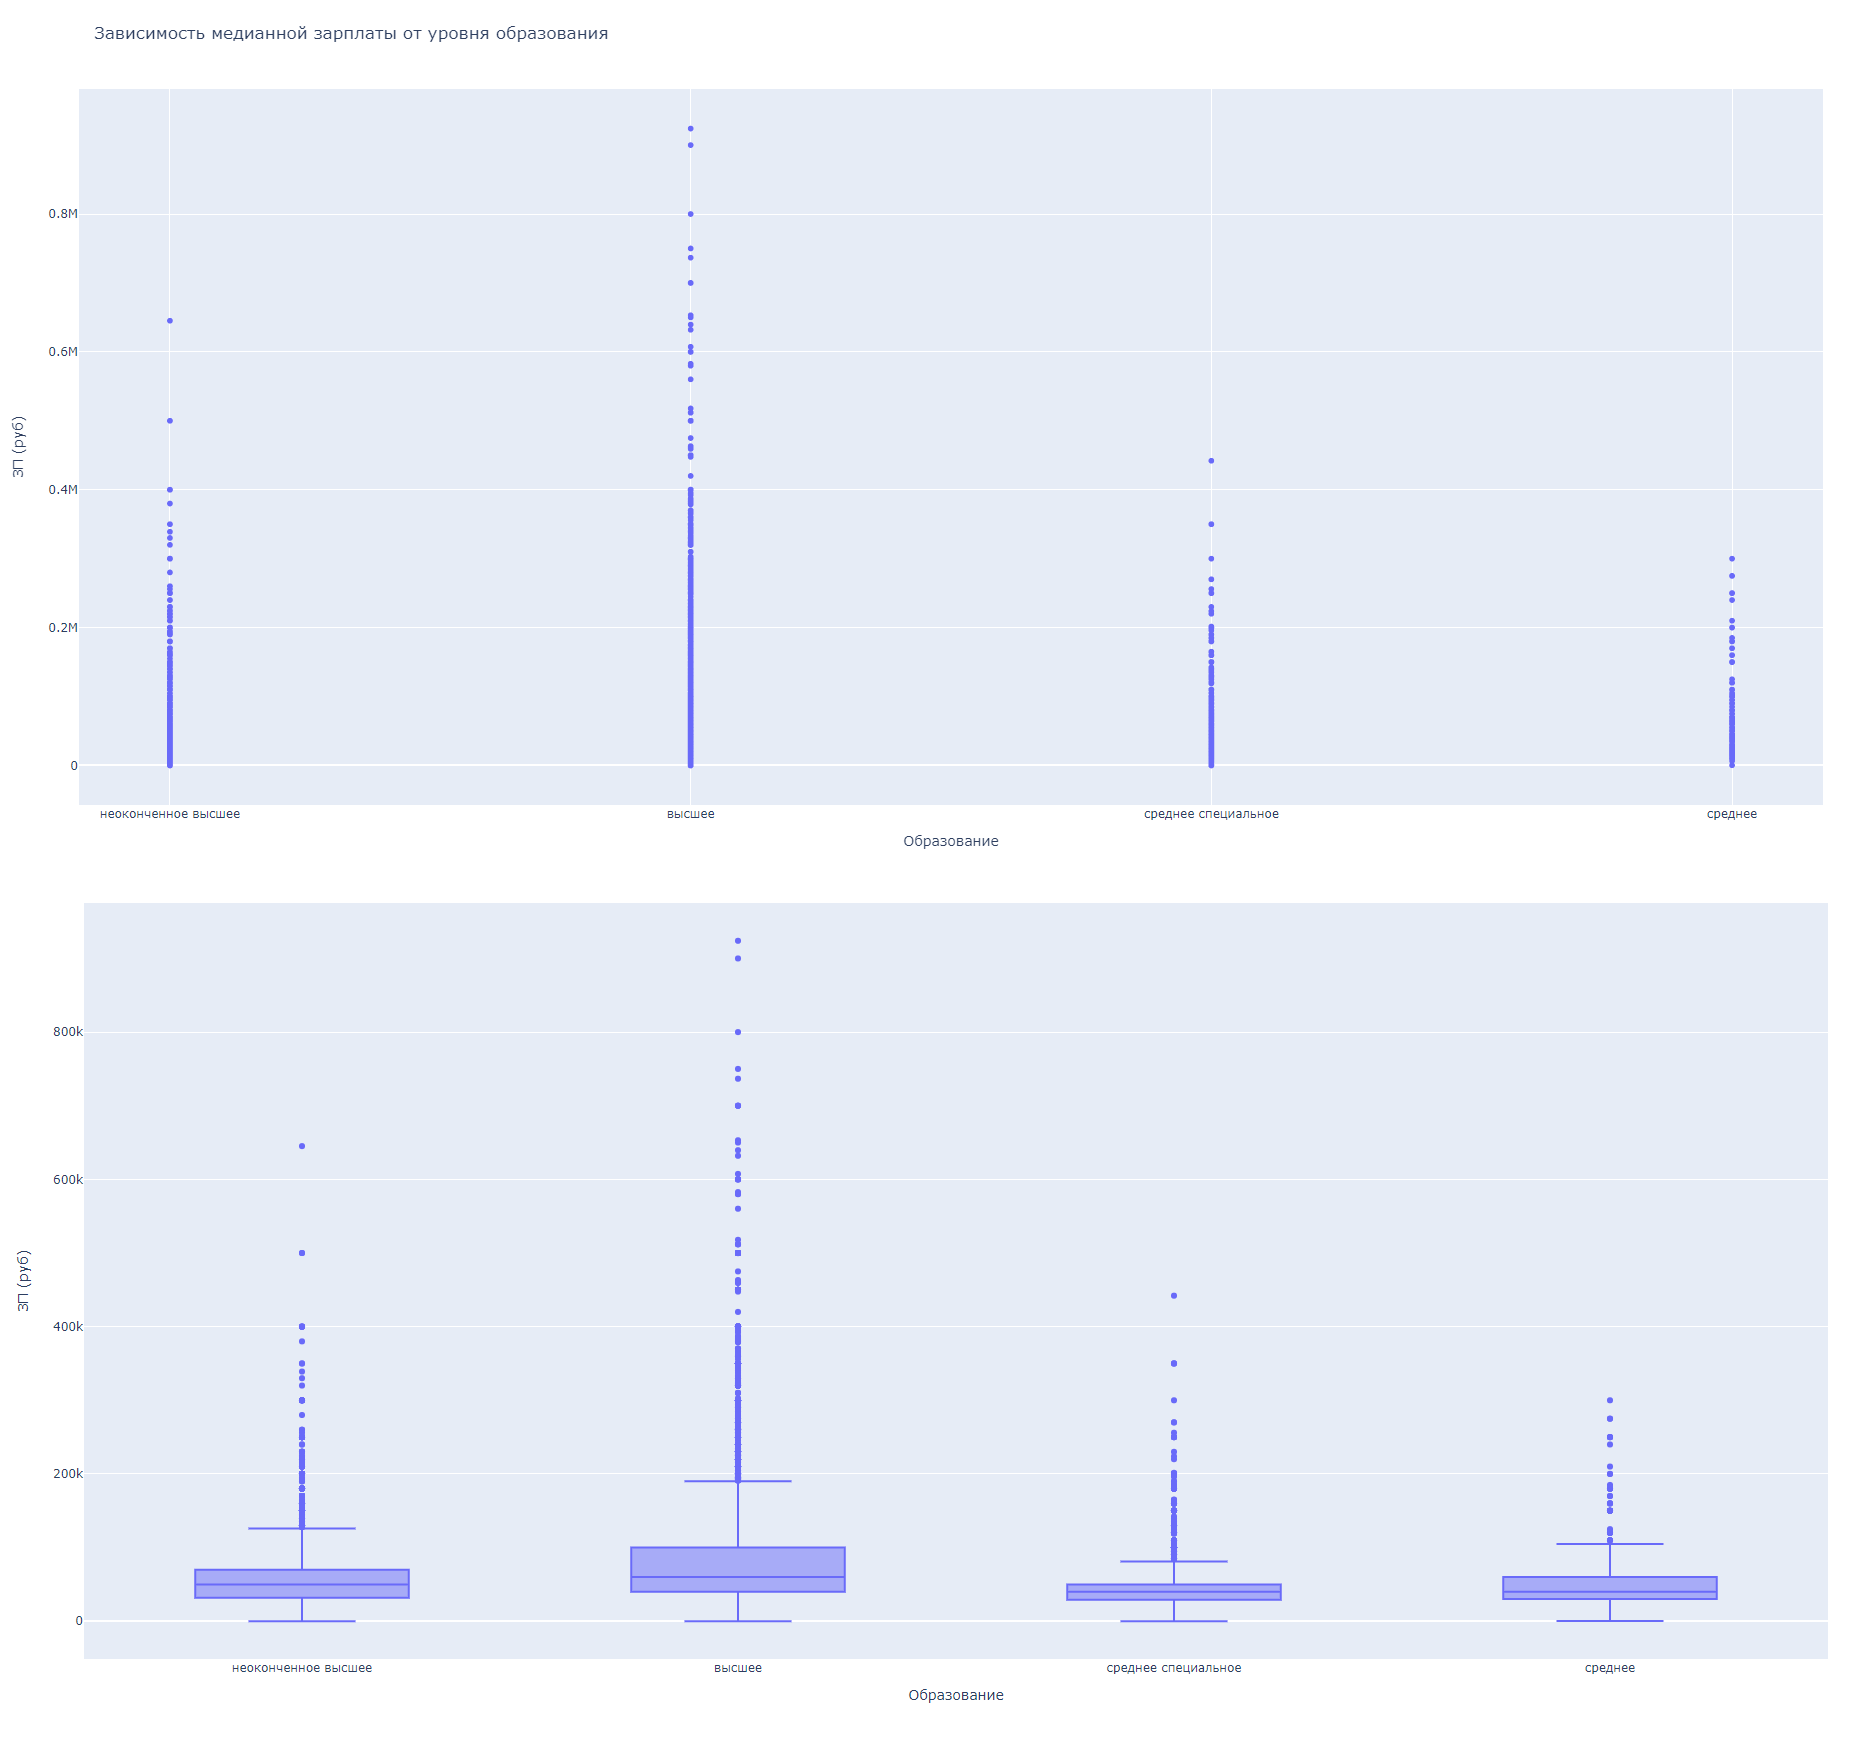 Зависимость медианной зарплаты от уровня образования
0.8M
0.6M
0.4M
0.2M
0
ЗП (руб)
неоконченное высшее
высшее
среднее специальное
среднее
Образование
800k
600k
400k
200k
0
ЗП (руб)
неоконченное высшее
высшее
среднее специальное
среднее
Образование